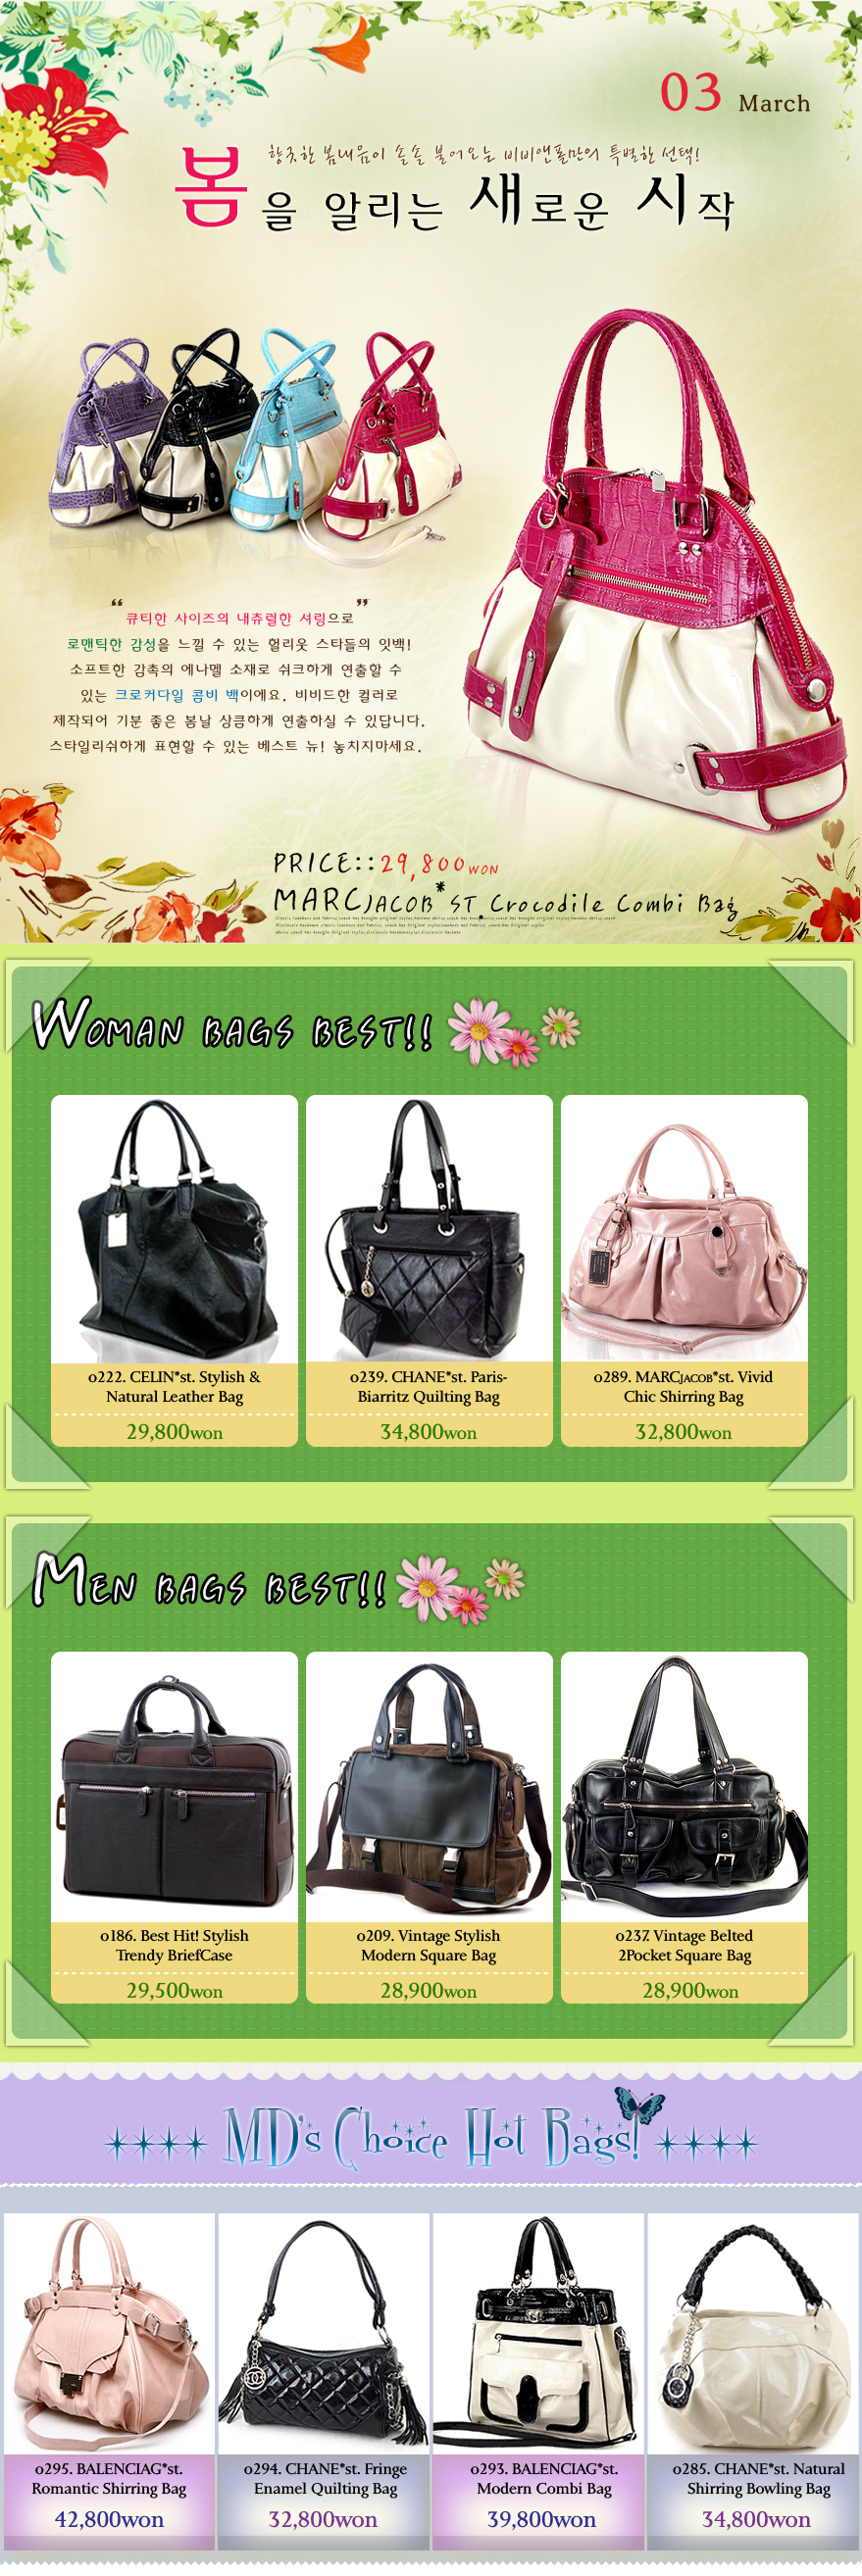 03 March
향긋한 봄내음이 솔솔 불어오는 비비앤폴만의 특별한 선택!
봄을 알리는 새로운 시작
“큐티한 사이즈의 내츄럴한 셔링으로”
로맨틱한 감성을 느낄 수 있는 헐리웃 스타들의 잇백!
소프트한 감촉의 에나멜 소재로 쉬크하게 연출할 수
있는 크로커다일 콤비 백이에요. 비비드한 컬러로
제작되어 기분 좋은 봄날 상큼하게 연출하실 수 있답니다.
스타일리쉬하게 표현할 수 있는 베스트 뉴! 놓치지마세요.
PRICE::29,800WON
MARCJACOB*ST. Crocodile Combi Bag
WOMAN BAGS BEST!!
0222. CELIN*st. Stylish &
Natural Leather Bag
29,800won
0239. CHANE*st. Paris-
Biarritz Quilting Bag
34,800won
0289. MARCJACOB*st. Vivid
Chic Shirring Bag
32,800won
MEN BAGS BEST!!
0186. Best Hit! Stylish
Trendy BriefCase
29,500won
0209. Vintage Stylish
Modern Square Bag
28,900won
0237. Vintage Belted
2Pocket Square Bag
28,900won
MD's Choice Hot Bags!
0295. BALENCIAG*st.
Romantic Shirring Bag
42,800won
0294. CHANE*st. Fringe
Enamel Quilting Bag
32,800won
0293. BALENCIAG*st.
Modern Combi Bag
39,800won
0285. CHANE*st. Natural
Shirring Bowling Bag
34,800won